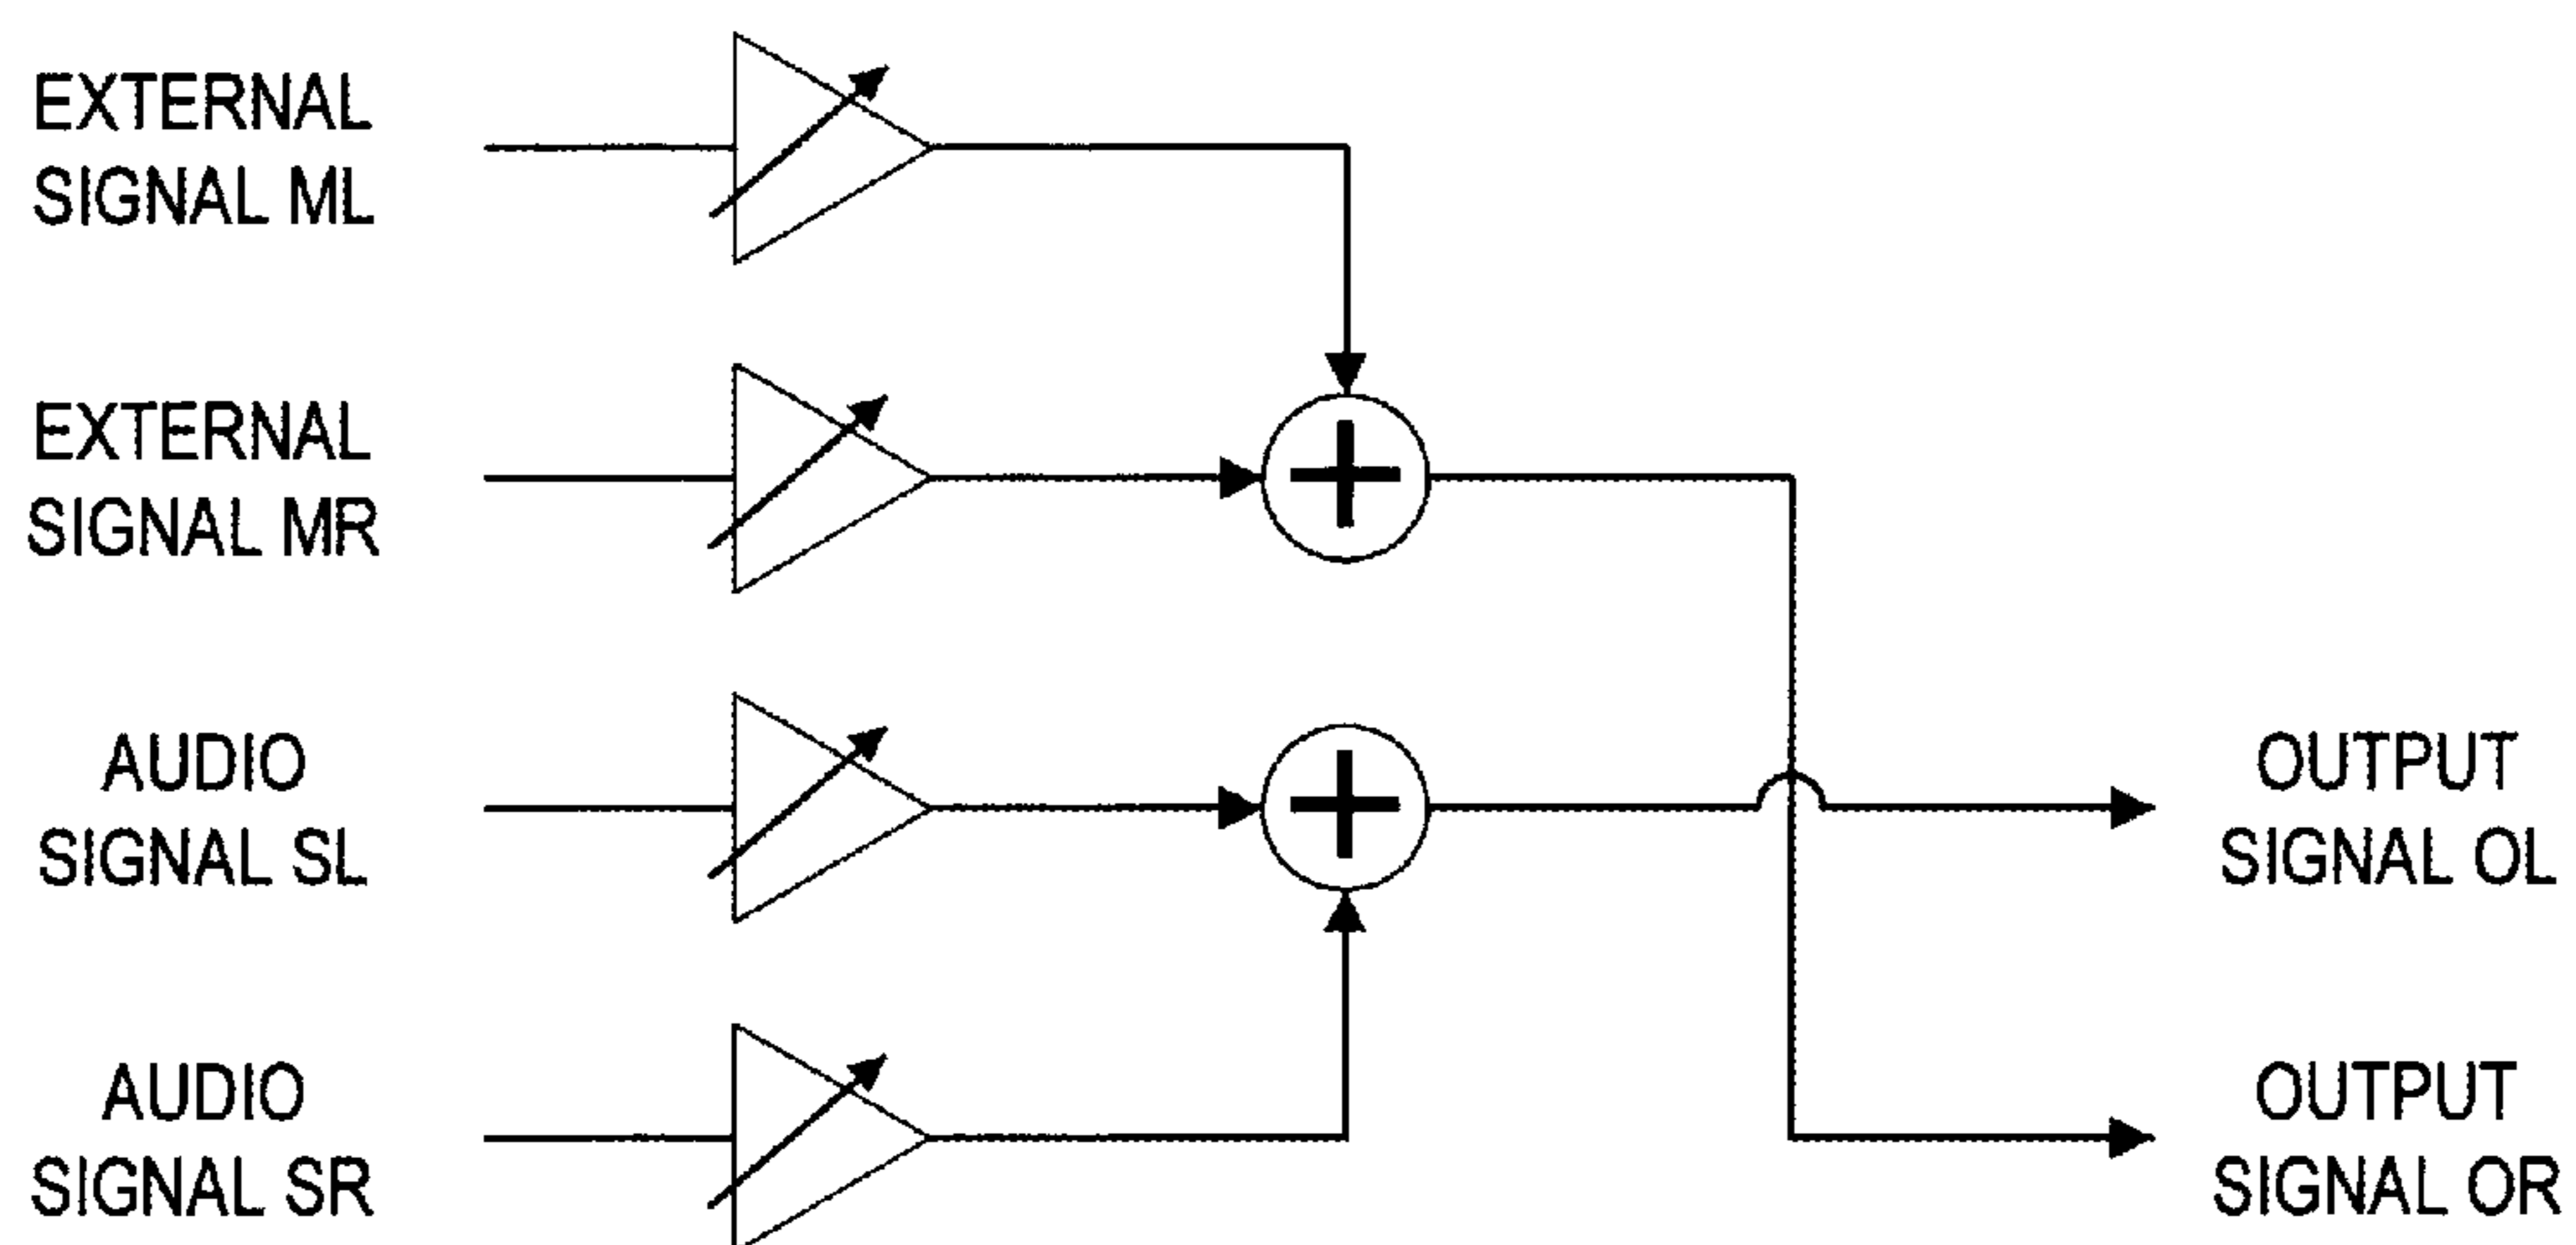 EXTERNAL
SIGNAL ML
EXTERNAL
SIGNAL MR
AUDIO
SIGNAL SL
OUTPUT
SIGNAL OL
AUDIO
SIGNAL SR
OUTPUT
SIGNAL OR